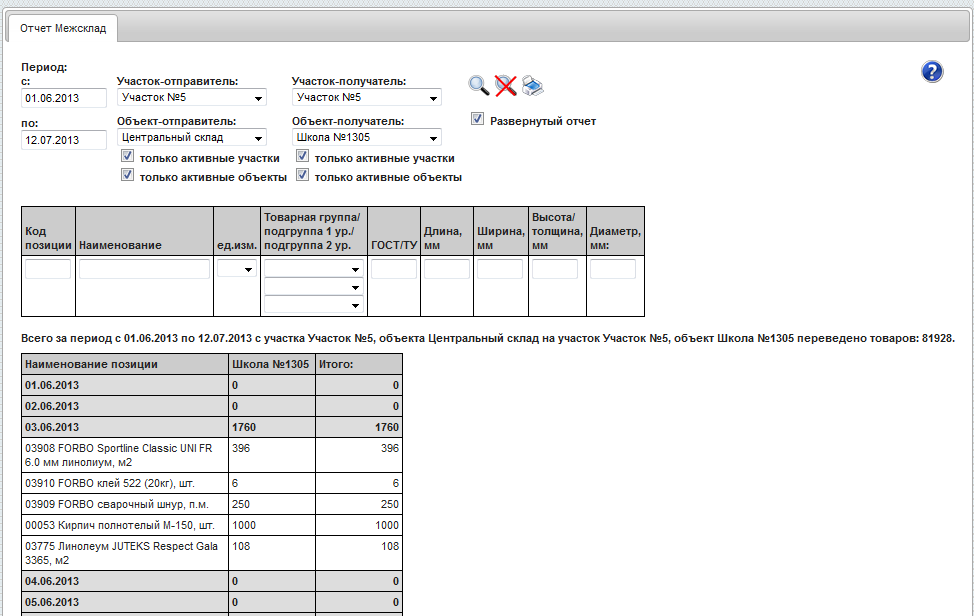 Отчет Межсклад
Период:
с:
01.06.2013
по:
12.07.2013
Участок-отправитель:
Участок №5
Объект-отправитель:
Центральный склад
только активные участки
только активные объекты
Участок-получатель:
Участок №5
Объект-получатель:
Школа №1305
только активные участки
только активные объекты
Развернутый отчет
?
Код
позиции
Наименование
ед.изм.
Товарная группа/
подгруппа 1 ур./
подгруппа 2 ур.
ГОСТ/ТУ
Длина,
мм
Ширина,
мм
Высота/
толщина,
мм
Диаметр,
мм:
Всего за период с 01.06.2013 по 12.07.2013 с участка Участок №5, объекта Центральный склад на участок Участок №5, объект Школа №1305 переведено товаров: 81928.
Наименование позиции Школа №1305 Итого:
01.06.2013 0 0
02.06.2013 0 0
03.06.2013 1760 1760
03908 FORBO Sportline Classic UNI FR 396 396
6.0 мм линолиум, м2
03910 FORBO клей 522 (20кг), шт. 6 6
03909 FORBO сварочный шнур, п.м. 250 250
00053 Кирпич полнотелый М-150, шт. 1000 1000
03775 Линолеум JUTEKS Respect Gala 108 108
3365, м2
04.06.2013 0 0
05.06.2013 0 0